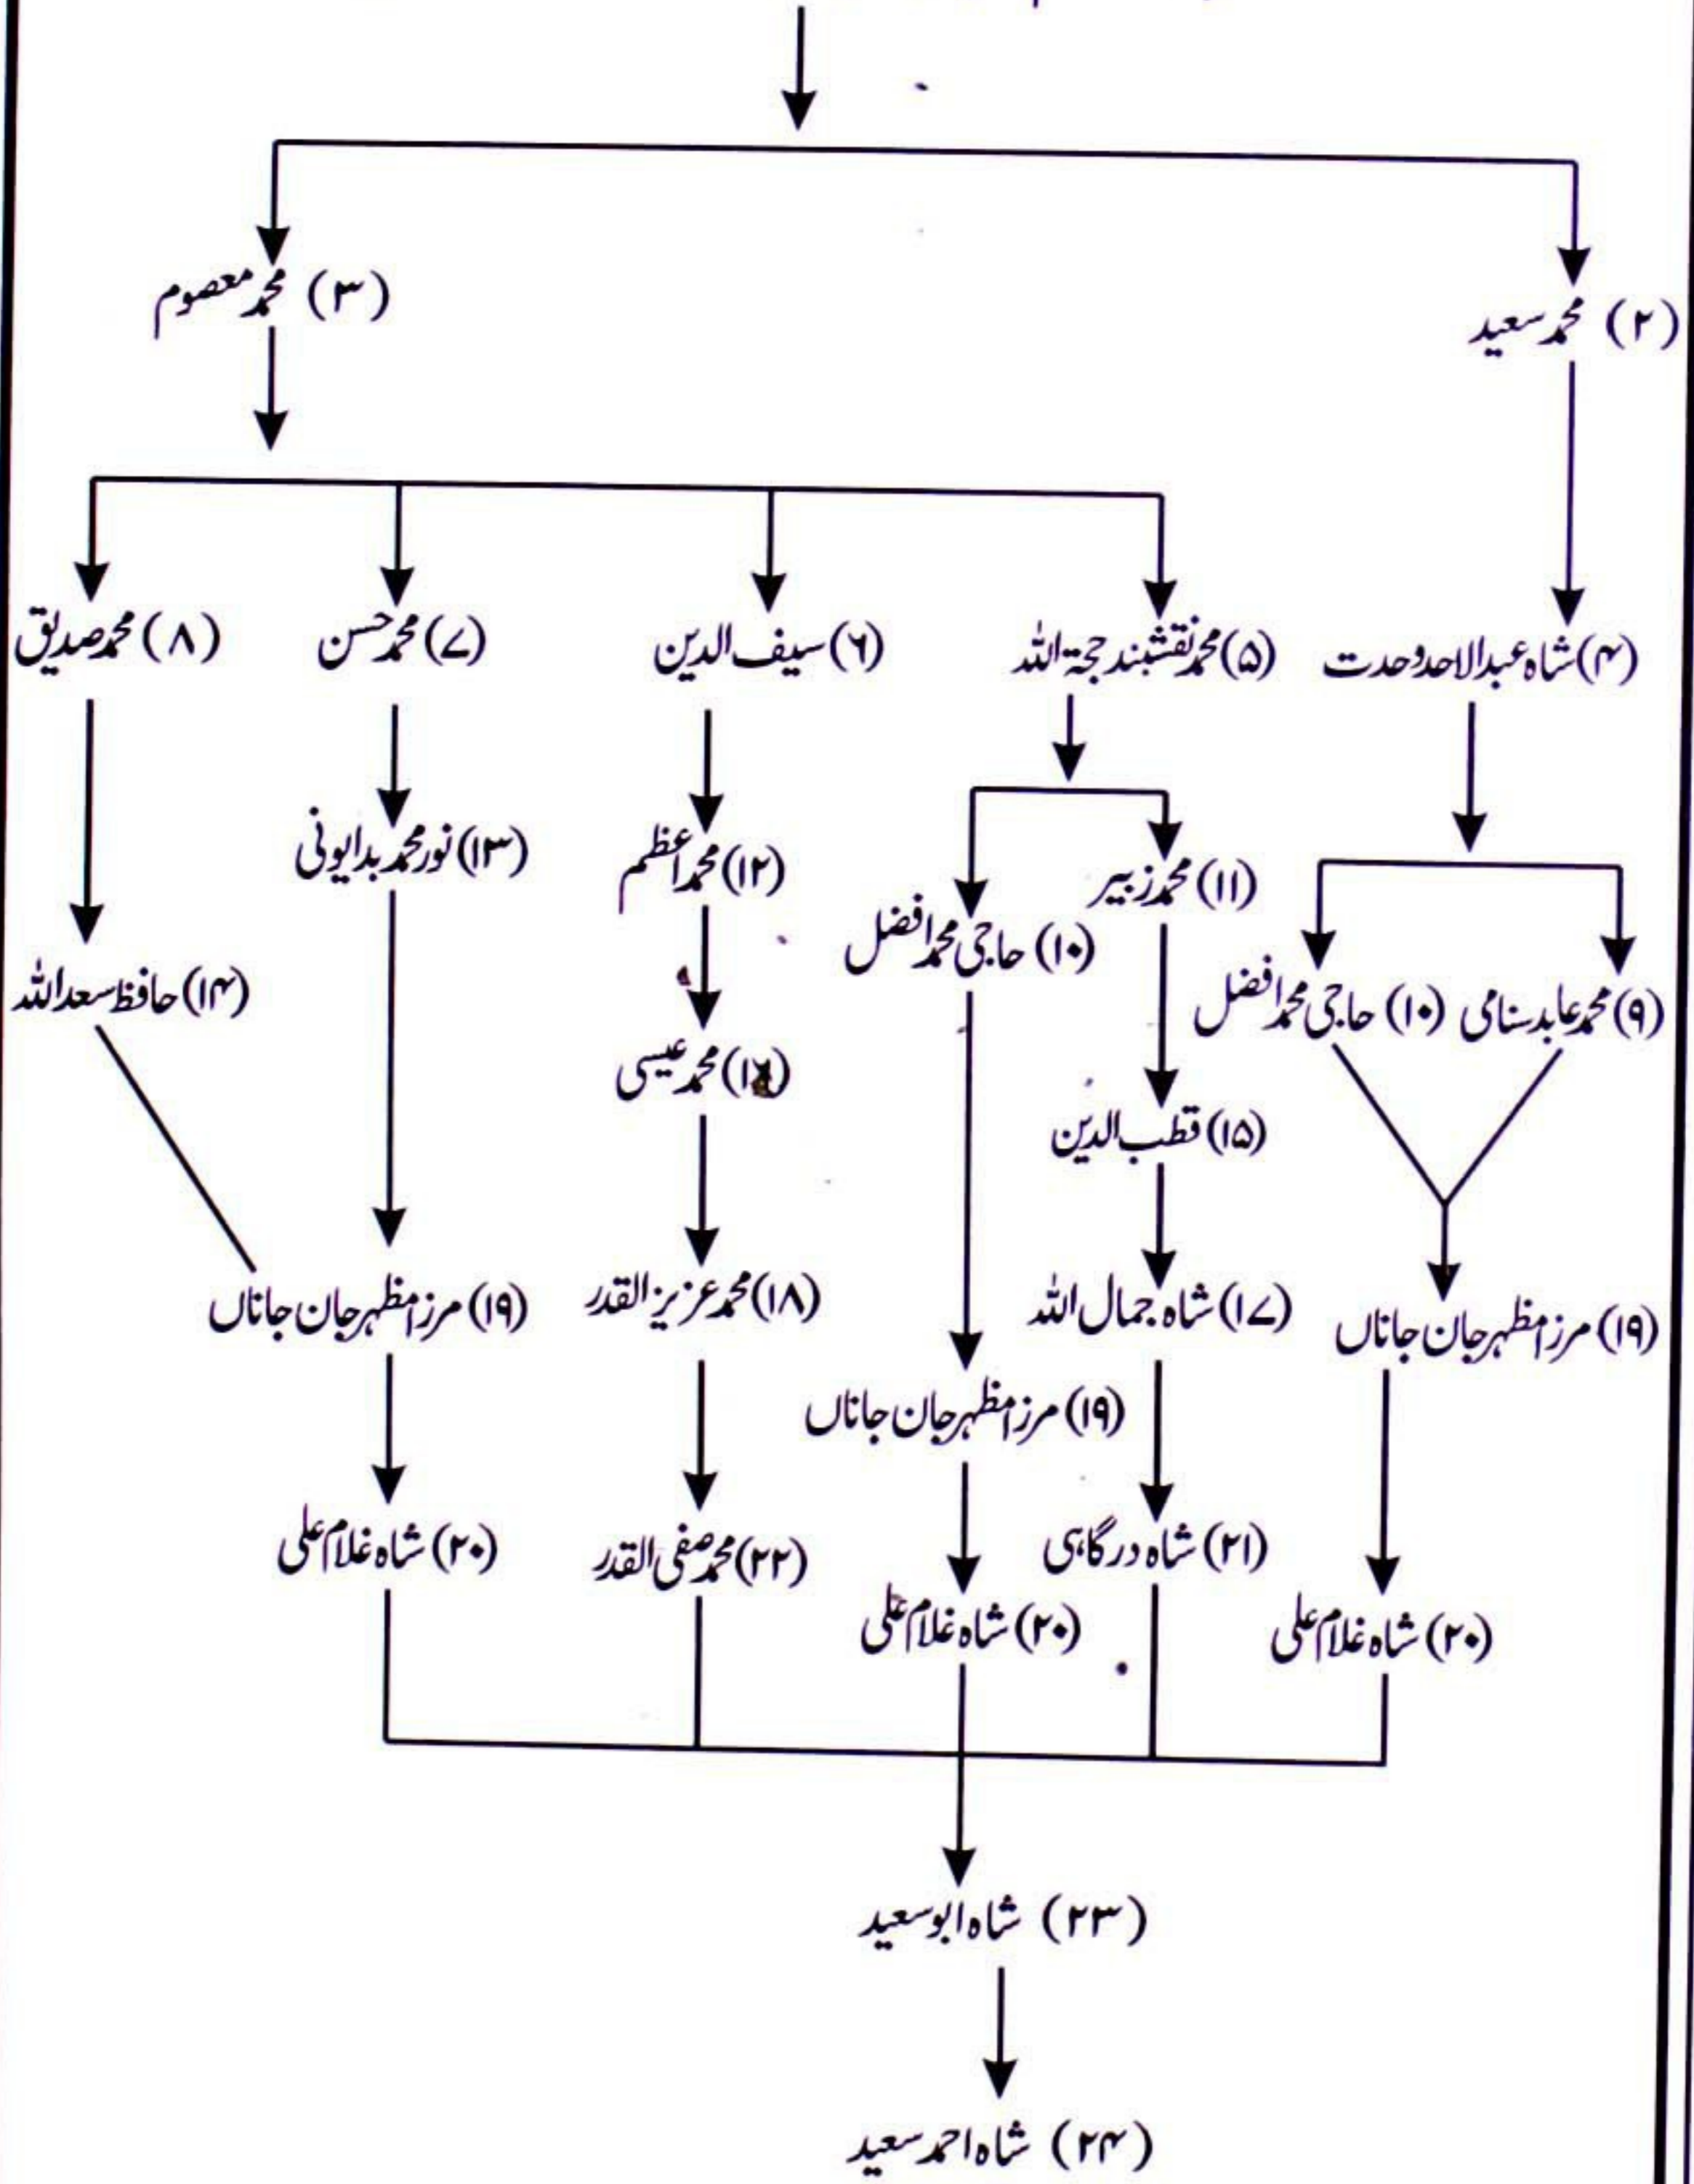 (۲) محمد سعید
(۳) محمد معصوم
(۴) شاہ عبدالاحد وحدت
(۵) محمد نقشبند حجۃ اللہ
(۶) سیف الدین
(۷) محمد حسن
(۸) محمد صدیق
(۹) محمد عابد سنامی
(۱۰) حاجی محمد افضل
(۱۱) محمد زبیر
(۱۰) حاجی محمد افضل
(۱۲) محمد اعظم
(۱۳) نور محمد بدایونی
(۱۴) حافظ سعد اللہ
(۱۵) قطب الدین
محمد عیسی
(۱۹) مرزا مظہر جان جاناں
(۱۷) شاہ جمال اللہ
(۱۹) مرزا مظہر جان جاناں
(۱۸) محمد عزیز القدر
(۱۹) مرزا مظہر جان جاناں
(۲۰) شاہ غلام علی
(۲۱) شاہ درگاہی
(۲۰) شاہ غلام علی
(۲۲) محمد صفی القدر
(۲۰) شاہ غلام علی
(۲۳) شاہ ابو سعید
(۲۴) شاہ احمد سعید